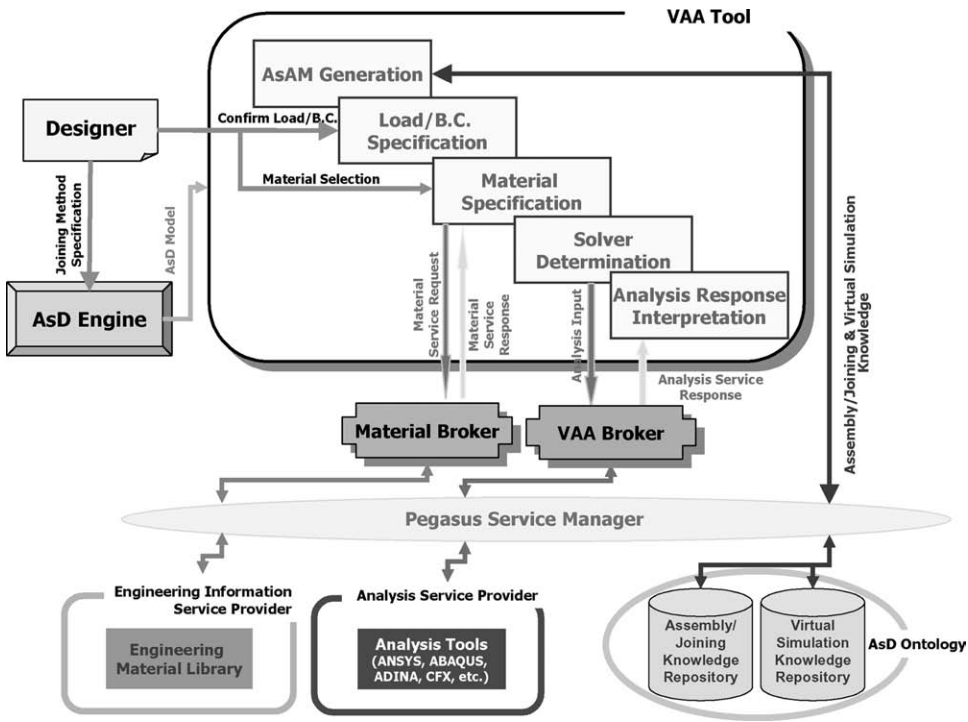 VAA Tool
AsAM Generation
Designer
Confirm Load/B.C.
Load/B.C.
Specification
Material Selection
Material
Specification
Joining Method
Specification
AsD Model
Solver
Determination
AsD Engine
Analysis Response
Interpretation
Material
Service Request
Material
Service
Response
Analysis Input
Analysis Service
Response
Assembly/Joining & Virtual Simulation
Knowledge
Material Broker
VAA Broker
Pegasus Service Manager
Engineering Information
Service Provider
Engineering
Material Library
Analysis Service Provider
Analysis Tools
(ANSYS, ABAQUS,
ADINA, CFX, etc.)
Assembly/
Joining
Knowledge
Repository
Virtual
Simulation
Knowledge
Repository
AsD Ontology